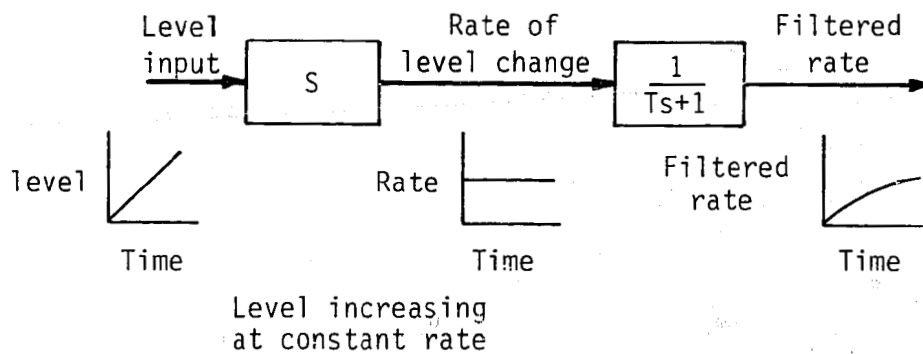 Level
input
S
Rate of
level change
1
Ts+1
Filtered
rate
level
Time
Rate
Time
Filtered
rate
Time
Level increasing
at constant rate